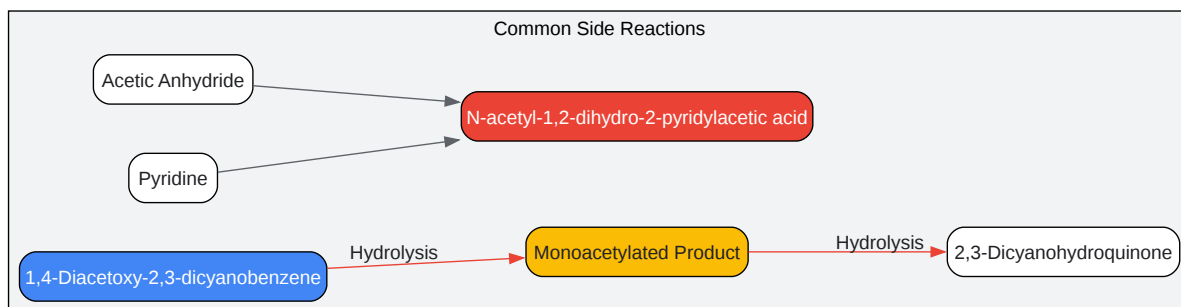 Common Side Reactions
Acetic Anhydride
N-acetyl-1,2-dihydro-2-pyridylacetic acid
Pyridine
1,4-Diacetoxy-2,3-dicyanobenzene
Hydrolysis
Monoacetylated Product
Hydrolysis
2,3-Dicyanohydroquinone